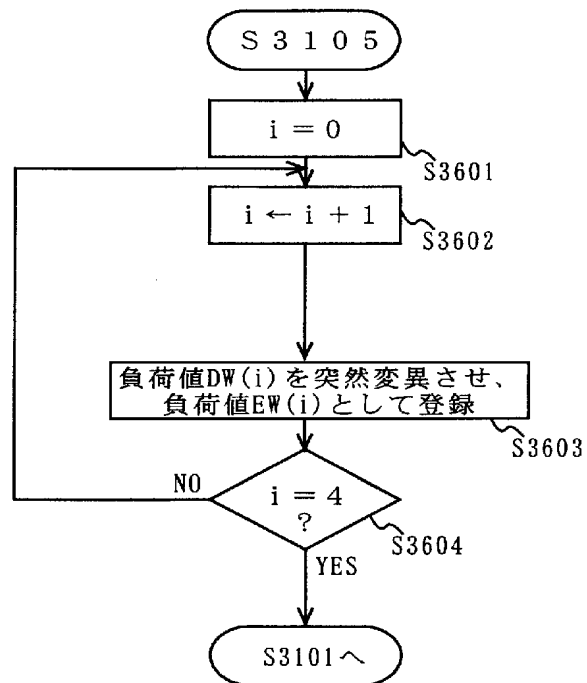 S3105
i = 0
S3601
i ← i + 1
S3602
負荷値DW(i)を突然変異させ、
負荷値EW(i)として登録
S3603
NO
i = 4
?
S3604
YES
S3101へ